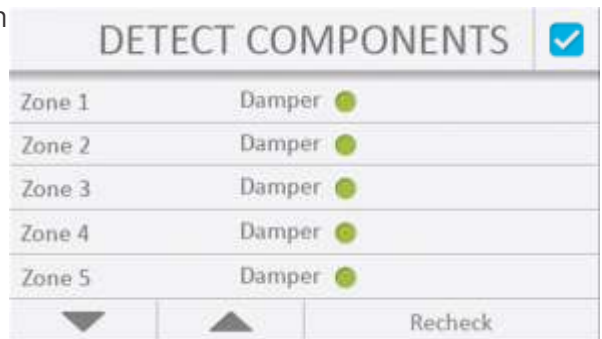 n
DETECT COMPONENTS
Zone 1 Damper
Zone 2 Damper
Zone 3 Damper
Zone 4 Damper
Zone 5 Damper
Recheck